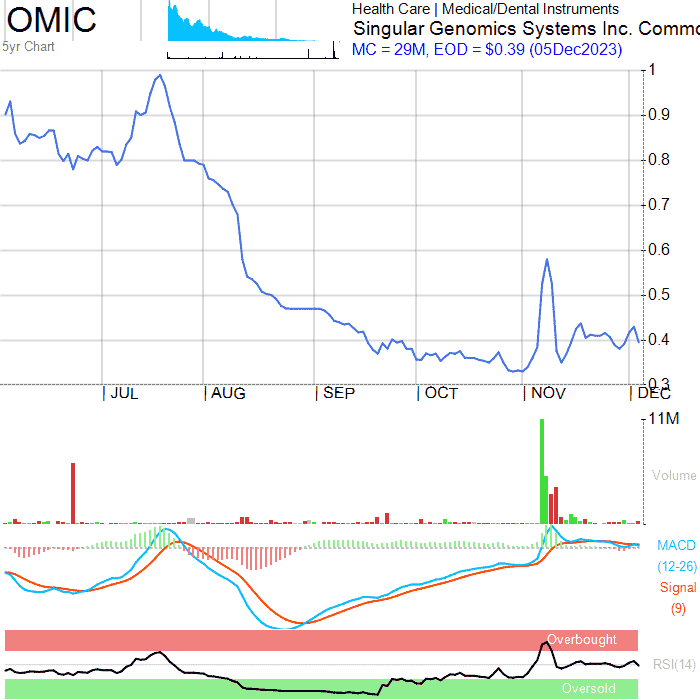 OMIC
5yr Chart
Health Care | Medical/Dental Instruments
Singular Genomics Systems Inc. Commo
MC = 29M, EOD = $0.39 (05Dec2023)
1
0.9
0.8
0.7
0.6
0.5
0.4
0.3
JUL AUG SEP OCT NOV DEC
11M
Volume
MACD
(12-26)
Signal
(9)
Overbought
RSI(14)
Oversold